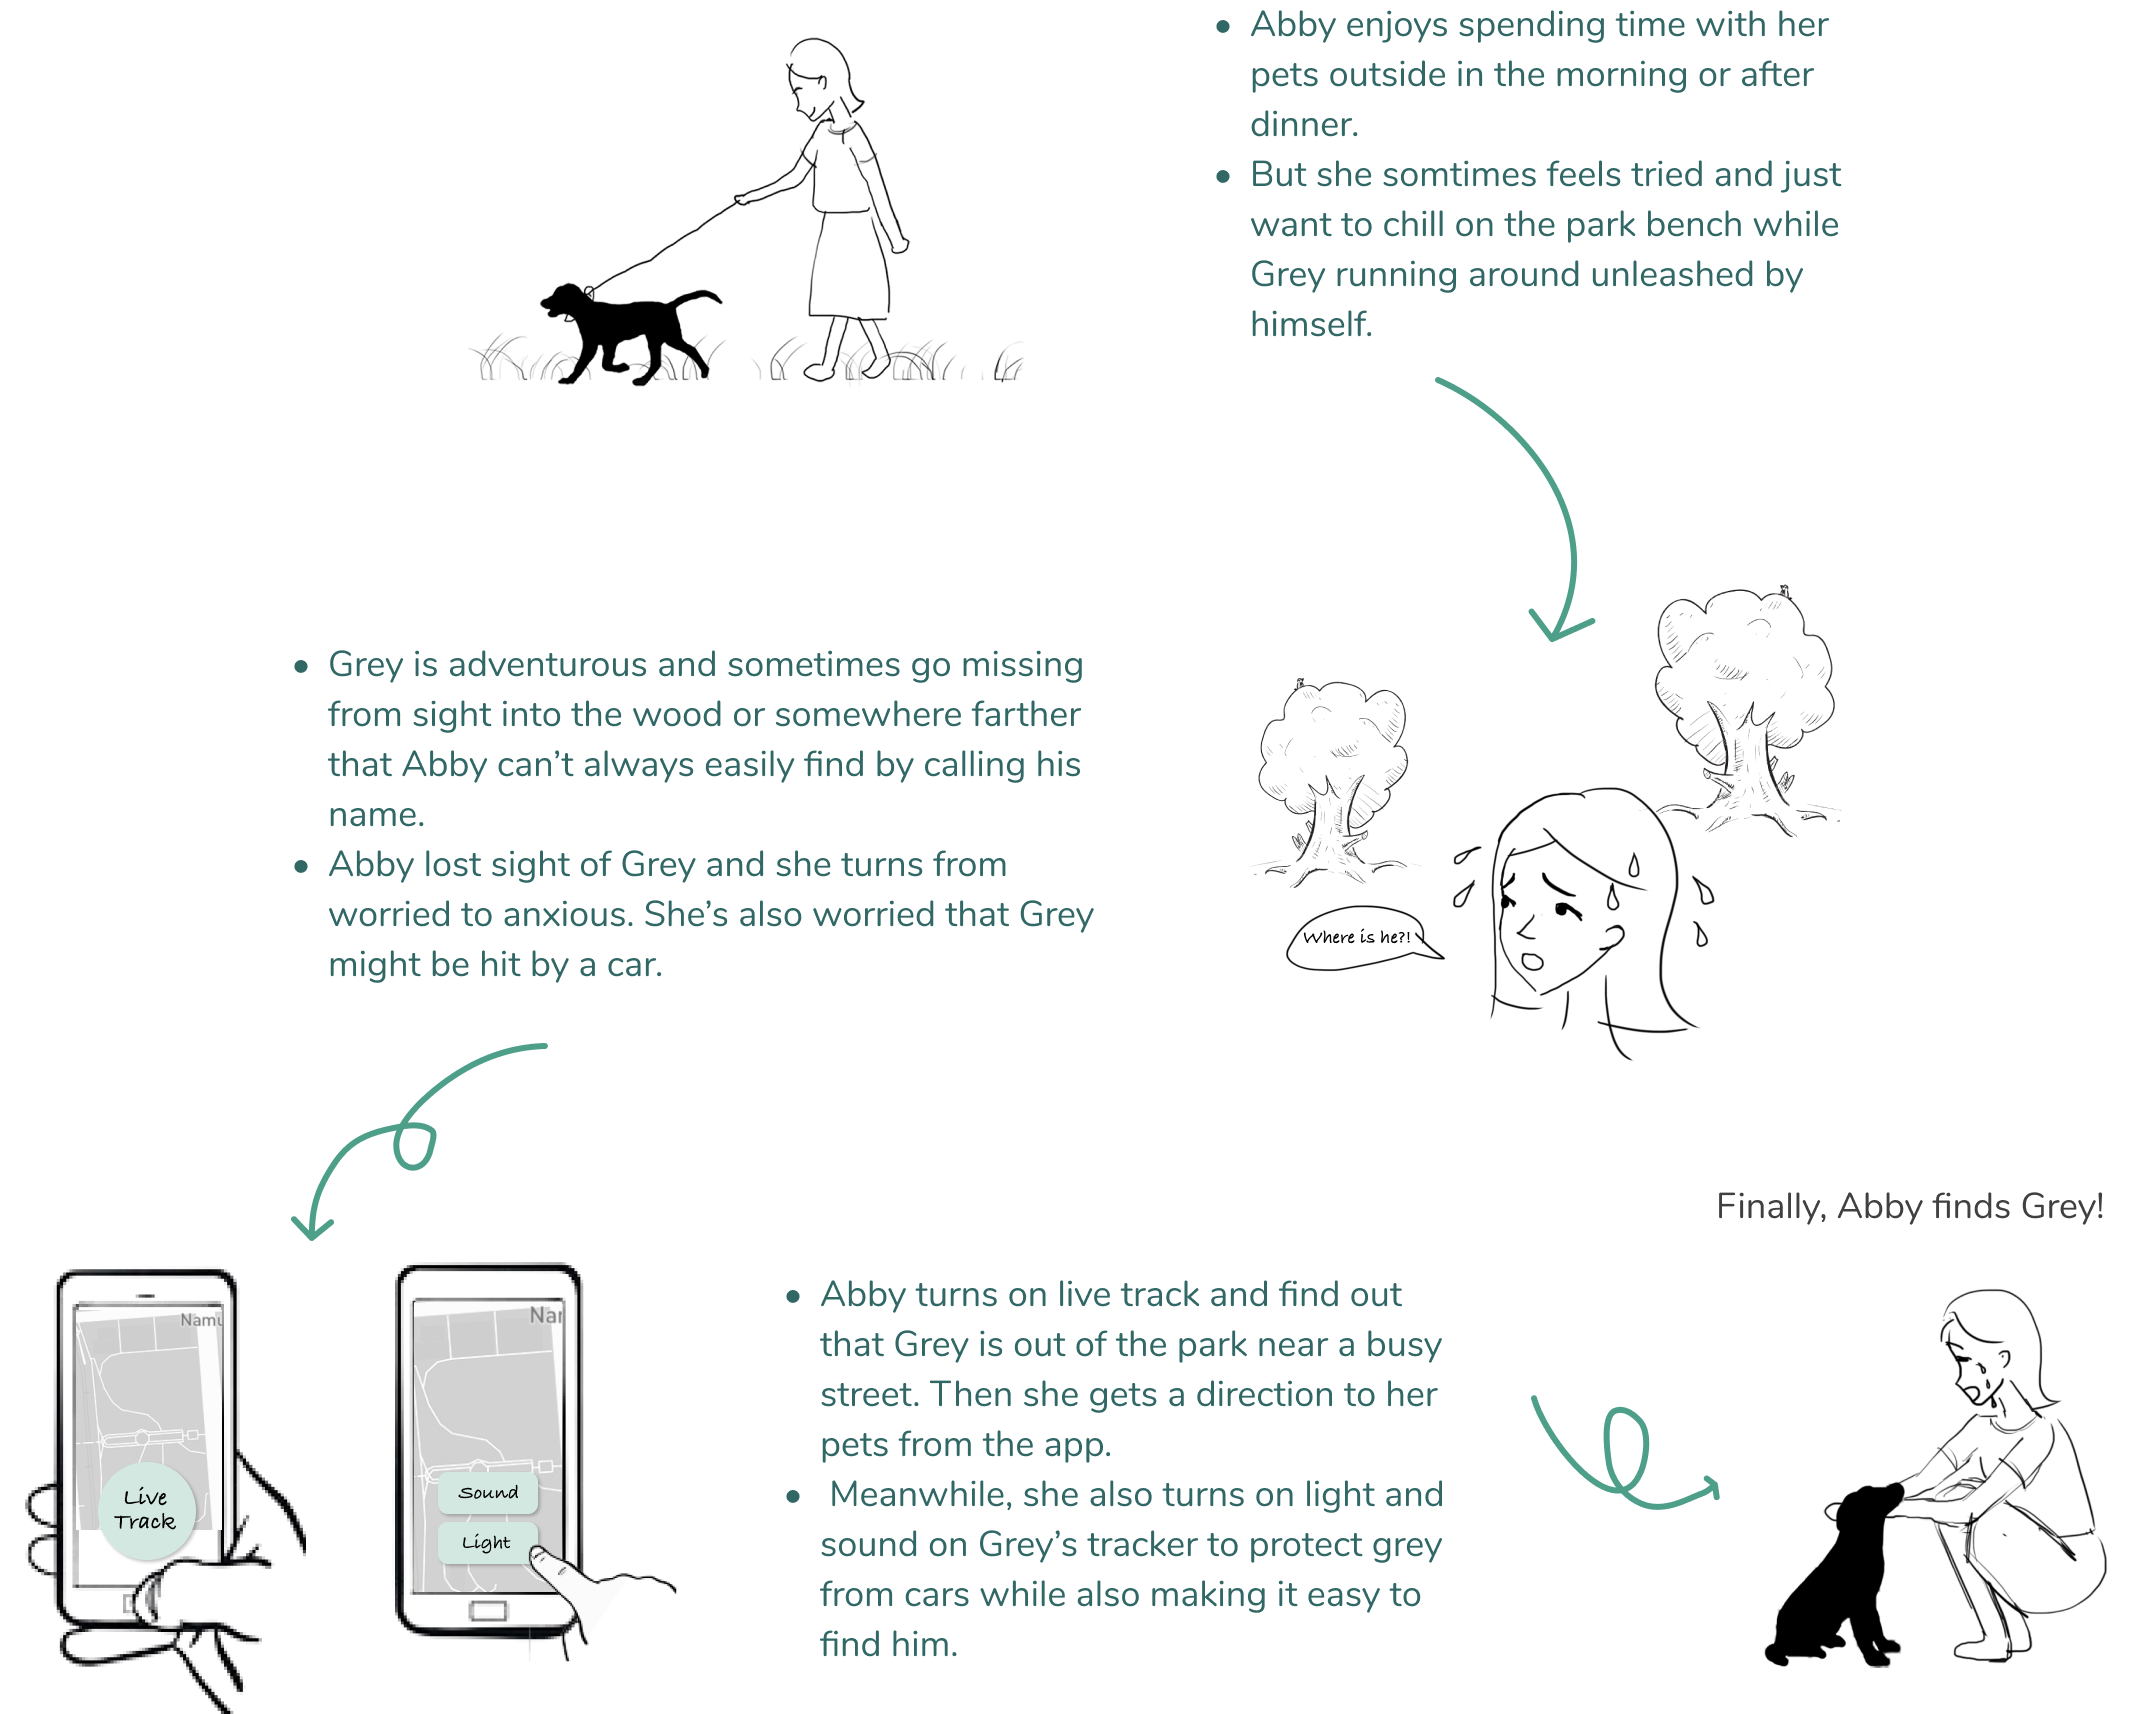 • Abby enjoys spending time with her
pets outside in the morning or after
dinner.
• But she somtimes feels tried and just
want to chill on the park bench while
Grey running around unleashed by
himself.
• Grey is adventurous and sometimes go missing
from sight into the wood or somewhere farther
that Abby can’t always easily find by calling his
name.
• Abby lost sight of Grey and she turns from
worried to anxious. She’s also worried that Grey
might be hit by a car.
Where is he?!
Live
Track
Sound
Light
• Abby turns on live track and find out
that Grey is out of the park near a busy
street. Then she gets a direction to her
pets from the app.
• Meanwhile, she also turns on light and
sound on Grey’s tracker to protect grey
from cars while also making it easy to
find him.
Finally, Abby finds Grey!